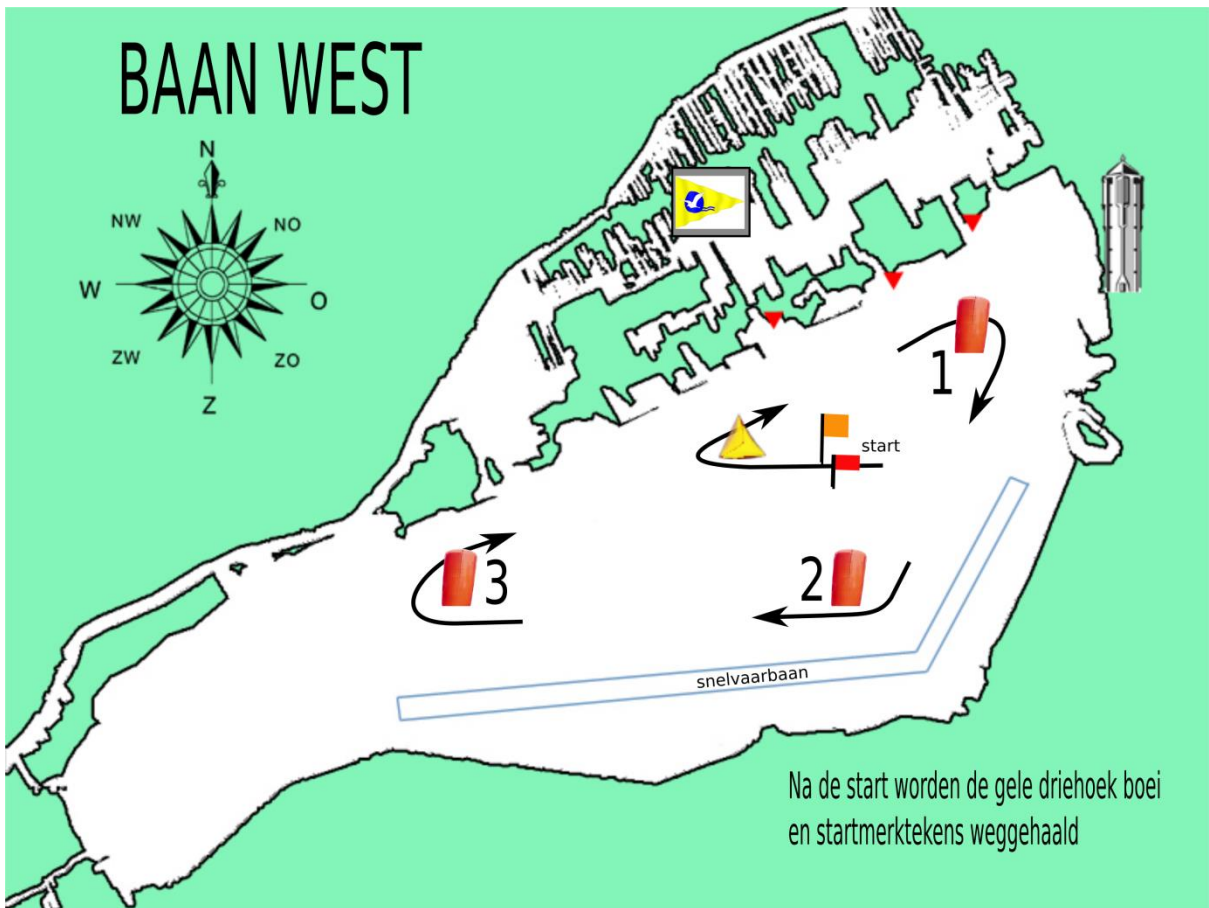 BAAN WEST
N
NW
NO
W
O
ZW
ZO
Z
1
start
3
2
snelvaarbaan
Na de start worden de gele driehoek boei
en startmerktekens weggehaald